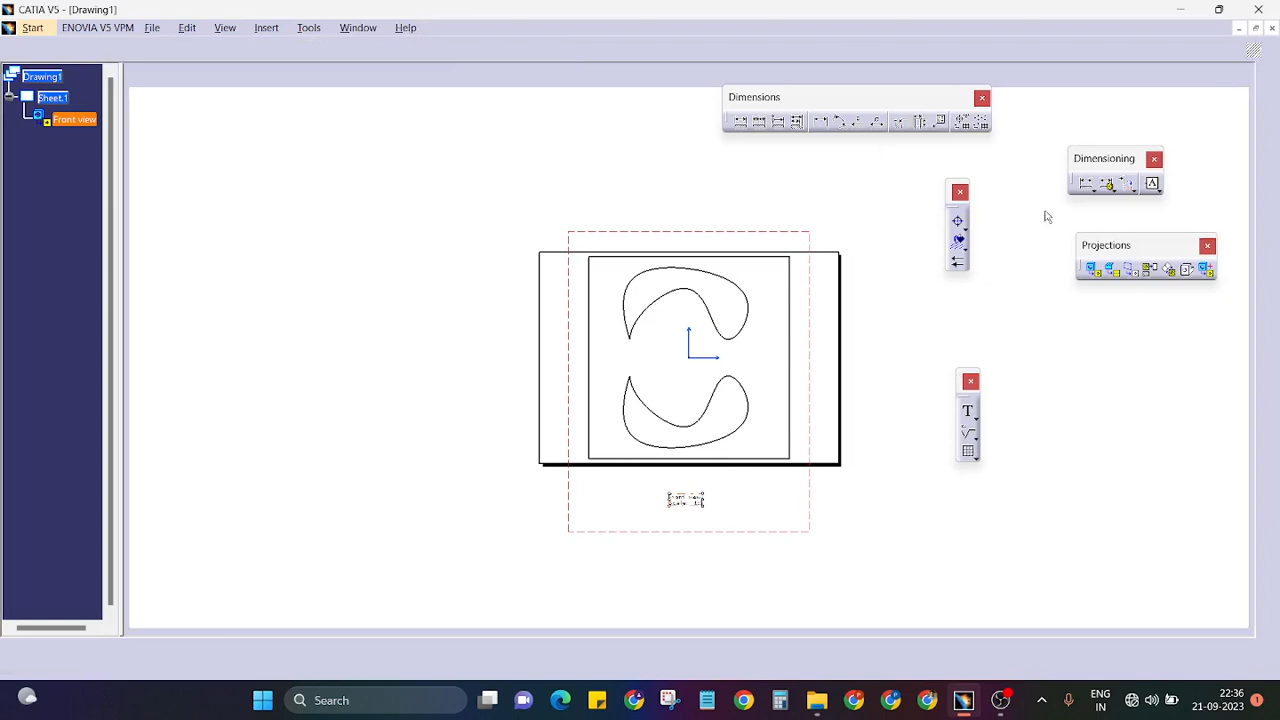 CATIA V5 - [Drawing1]
Start ENOVIA V5 VPM File Edit View Insert Tools Window Help
Drawing1
Sheet.1
Front view
Dimensions
Dimensioning
A
Projections
T
Search
ENG
IN
22:36
21-09-2023
1